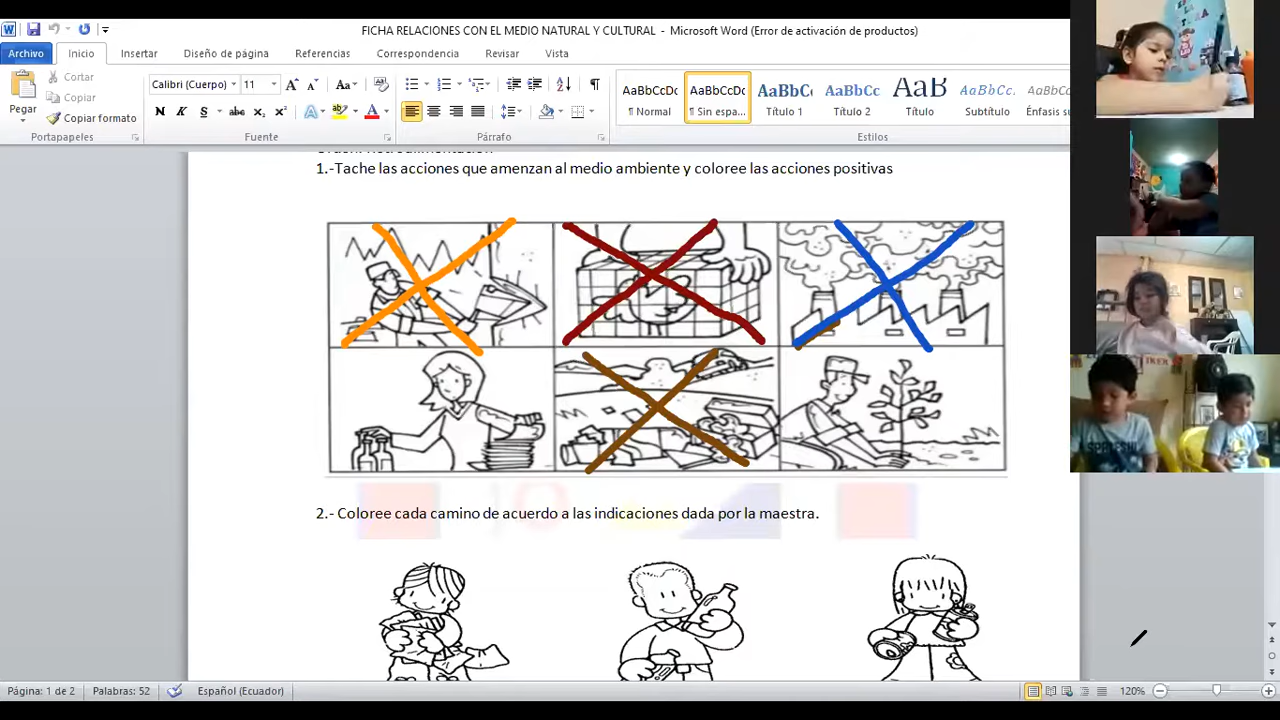 FICHA RELACIONES CON EL MEDIO NATURAL Y CULTURAL - Microsoft Word (Error de activación de productos)
Archivo Inicio Insertar Diseño de página Referencias Correspondencia Revisar Vista
Cortar
Copiar
Copiar formato
Pegar
Portapapeles
Calibri (Cuerpo) 11
Fuente
Párrafo
AaBbCcDc AaBbCcDc AaBbCc AaBbCc AaB AaBbCc AaBbCcDc
¶ Normal ¶ Sin espa... Título 1 Título 2 Título Subtítulo Énfasis su
Estilos
1.-Tache las acciones que amenzan al medio ambiente y coloree las acciones positivas
2.- Coloree cada camino de acuerdo a las indicaciones dada por la maestra.
Página: 1 de 2 Palabras: 52 Español (Ecuador) 120%